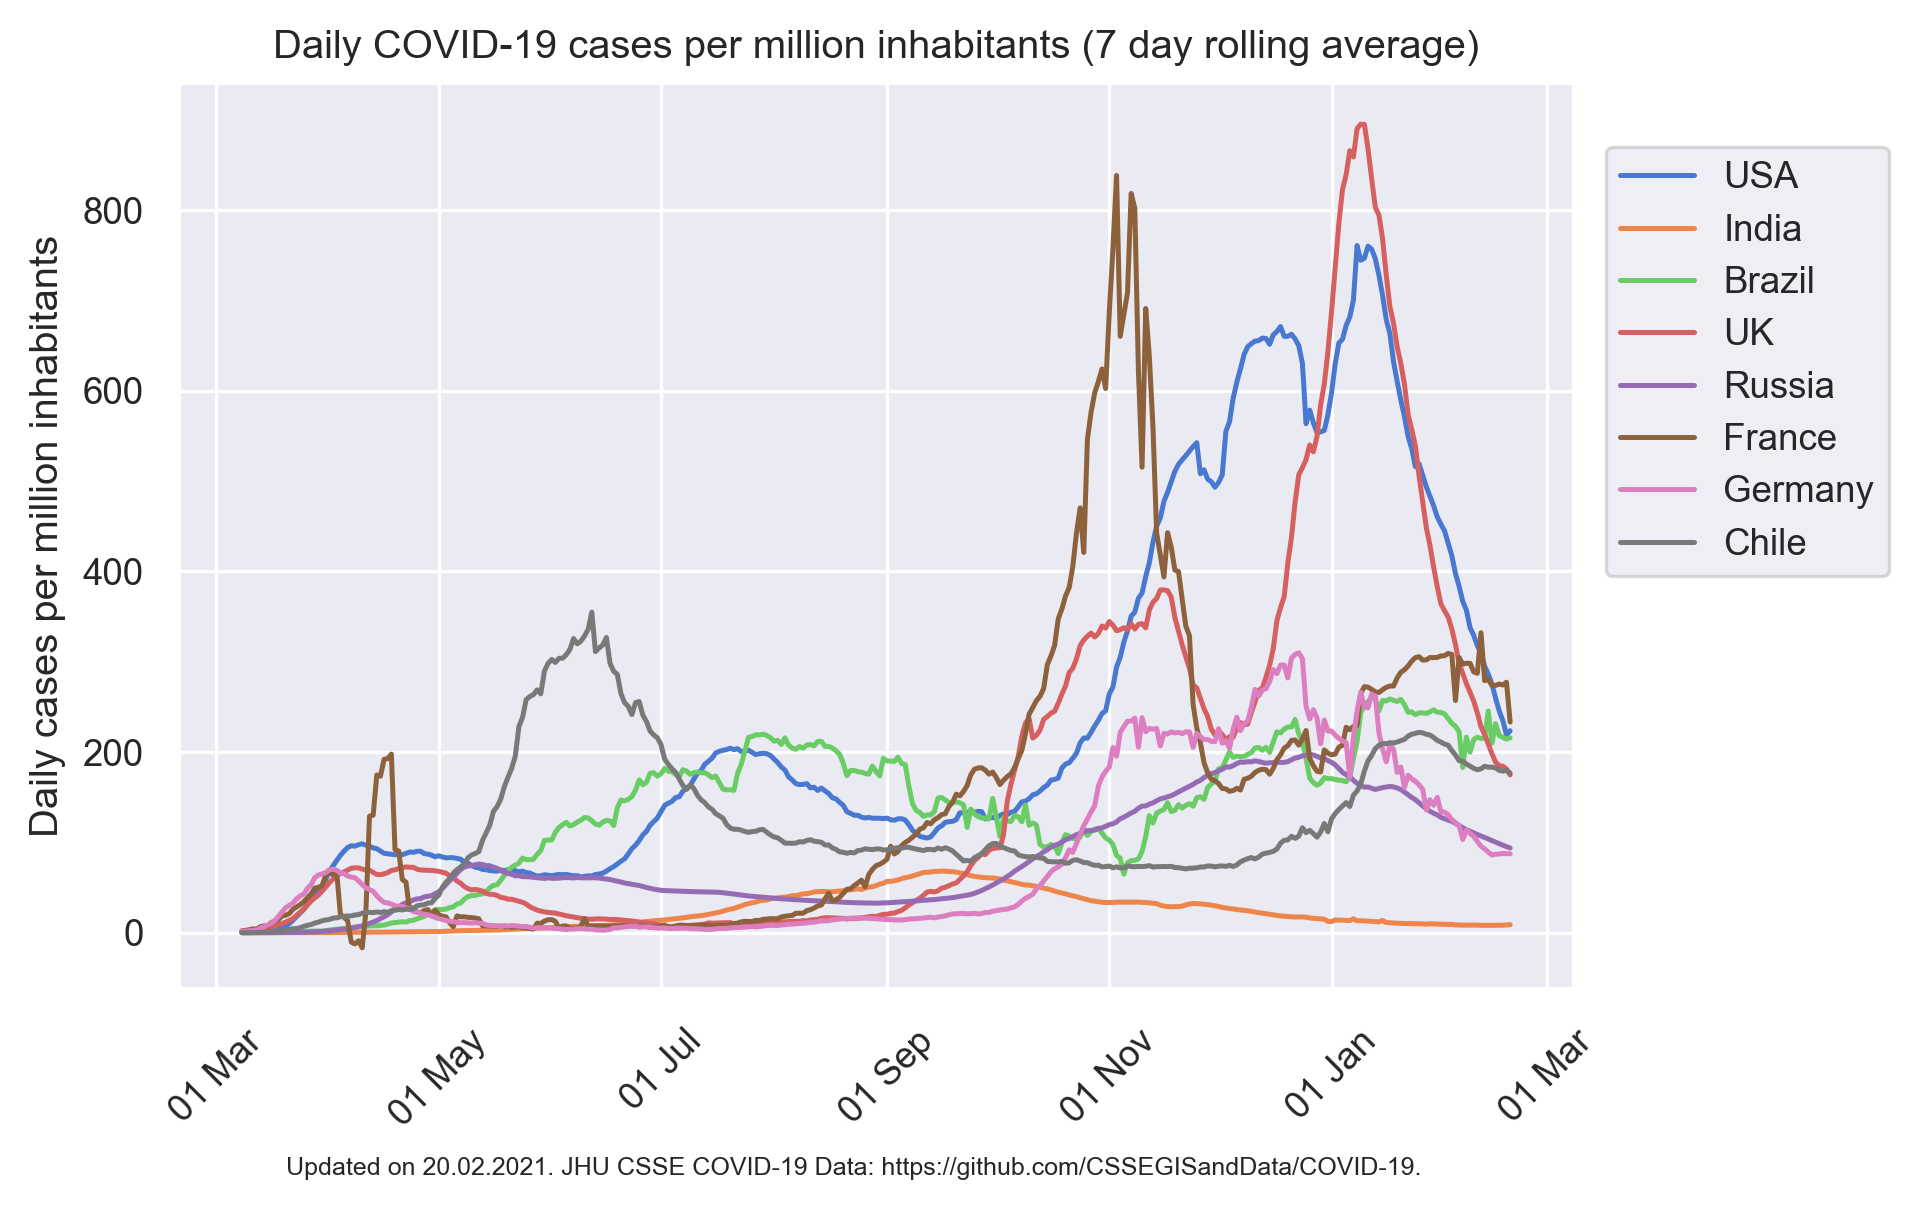 Daily COVID-19 cases per million inhabitants (7 day rolling average)
Daily cases per million inhabitants
800
600
400
200
0
01 Mar
01 May
01 Jul
01 Sep
01 Nov
01 Jan
01 Mar
USA
India
Brazil
UK
Russia
France
Germany
Chile
Updated on 20.02.2021. JHU CSSE COVID-19 Data: https://github.com/CSSEGISandData/COVID-19.